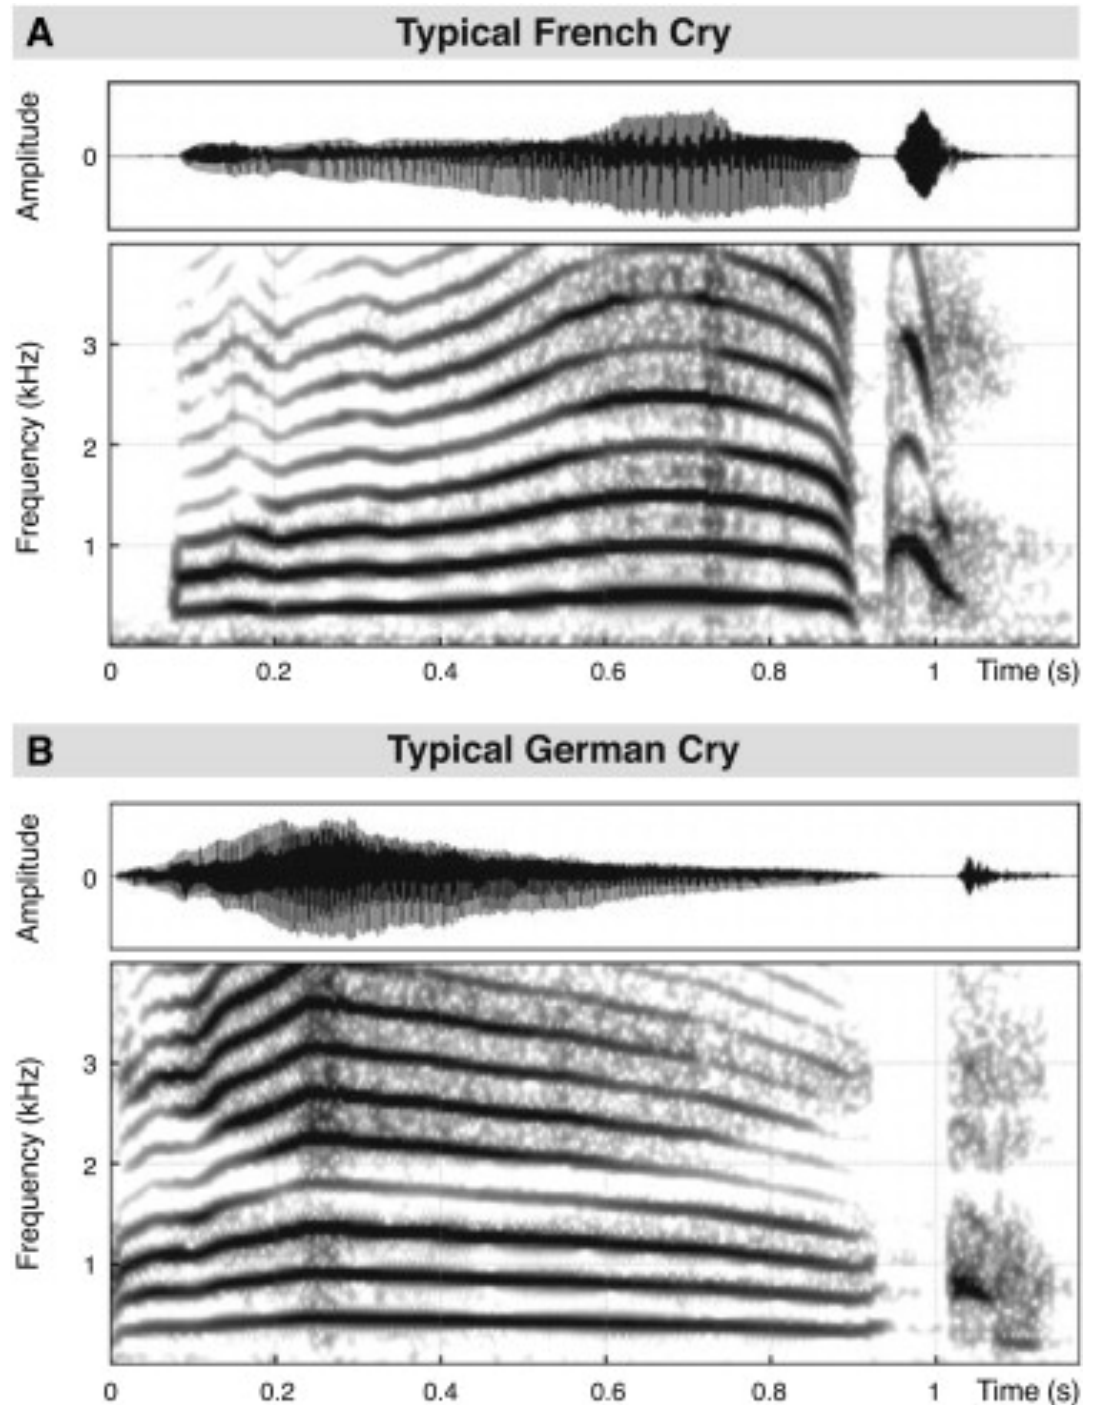 A Typical French Cry
Amplitude
0
Frequency (kHz)
3
2
1
0 0.2 0.4 0.6 0.8 1 Time (s)
B Typical German Cry
Amplitude
0
Frequency (kHz)
3
2
1
0 0.2 0.4 0.6 0.8 1 Time (s)